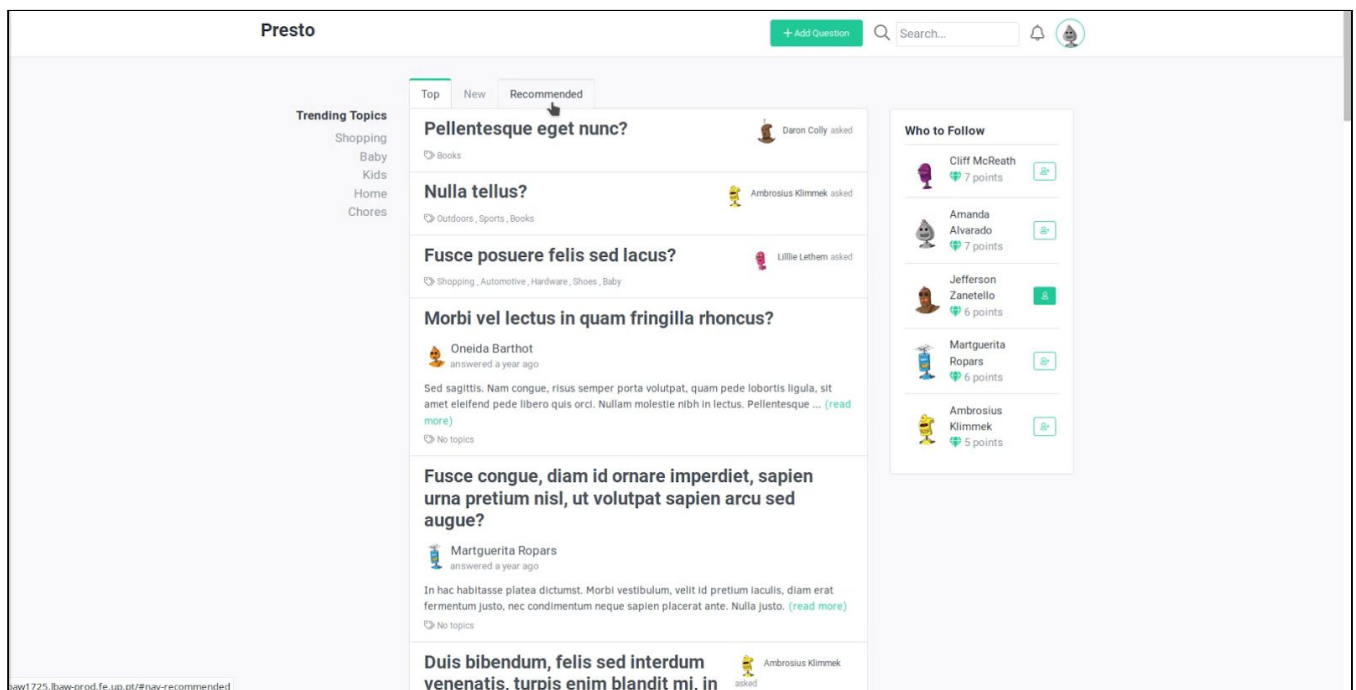 Presto
+ Add Question
Search...
Top
New
Recommended
Trending Topics
Shopping
Baby
Kids
Home
Chores
Pellentesque eget nunc?
Daron Colly asked
Books
Nulla tellus?
Ambrosius Klimmek asked
Outdoors , Sports , Books
Fusce posuere felis sed lacus?
Lilllie Lethem asked
Shopping , Automotive , Hardware , Shoes , Baby
Morbi vel lectus in quam fringilla rhoncus?
Oneida Barthot
answered a year ago
Sed sagittis. Nam congue, risus semper porta volutpat, quam pede lobortis ligula, sit
amet eleifend pede libero quis orci. Nullam molestie nibh in lectus. Pellentesque ... (read
more)
No topics
Fusce congue, diam id ornare imperdiet, sapien
urna pretium nisl, ut volutpat sapien arcu sed
augue?
Martguerita Ropars
answered a year ago
In hac habitasse platea dictumst. Morbi vestibulum, velit id pretium iaculis, diam erat
fermentum justo, nec condimentum neque sapien placerat ante. Nulla justo. (read more)
No topics
Duis bibendum, felis sed interdum
venenatis, turpis enim blandit mi, in
Ambrosius Klimmek
asked
Who to Follow
Cliff McReath
7 points
Amanda
Alvarado
7 points
Jefferson
Zanetello
6 points
Martguerita
Ropars
6 points
Ambrosius
Klimmek
5 points
baw1725.lbaw-prod.fe.up.pt/#nav-recommended